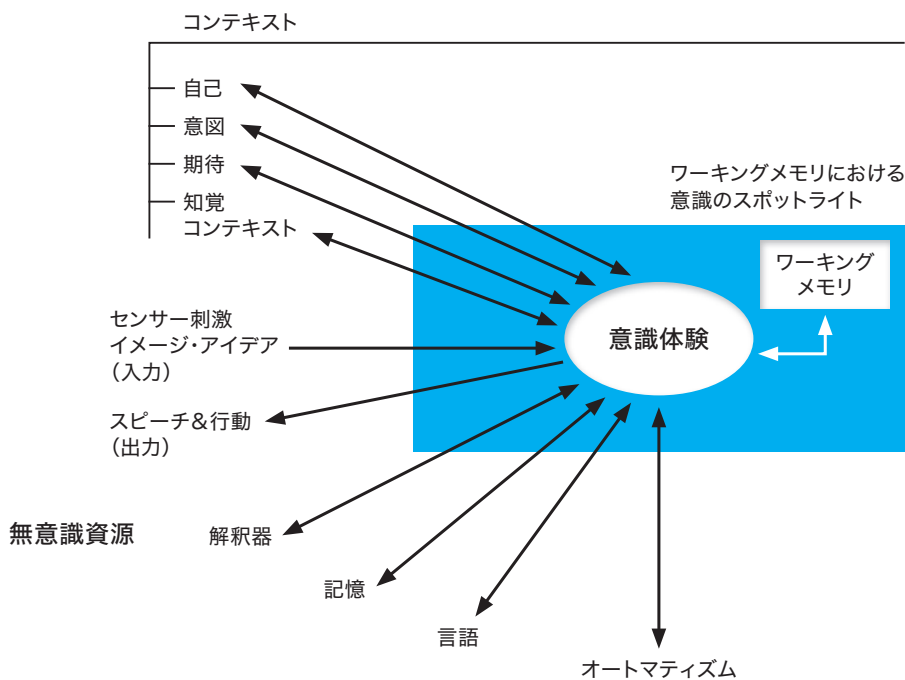 コンテキスト
自己
意図
期待
知覚
コンテキスト
ワーキングメモリにおける
意識のスポットライト
ワーキング
メモリ
意識体験
センサー刺激
イメージ・アイデア
（入力）
スピーチ＆行動
（出力）
無意識資源
解釈器
記憶
言語
オートマティズム